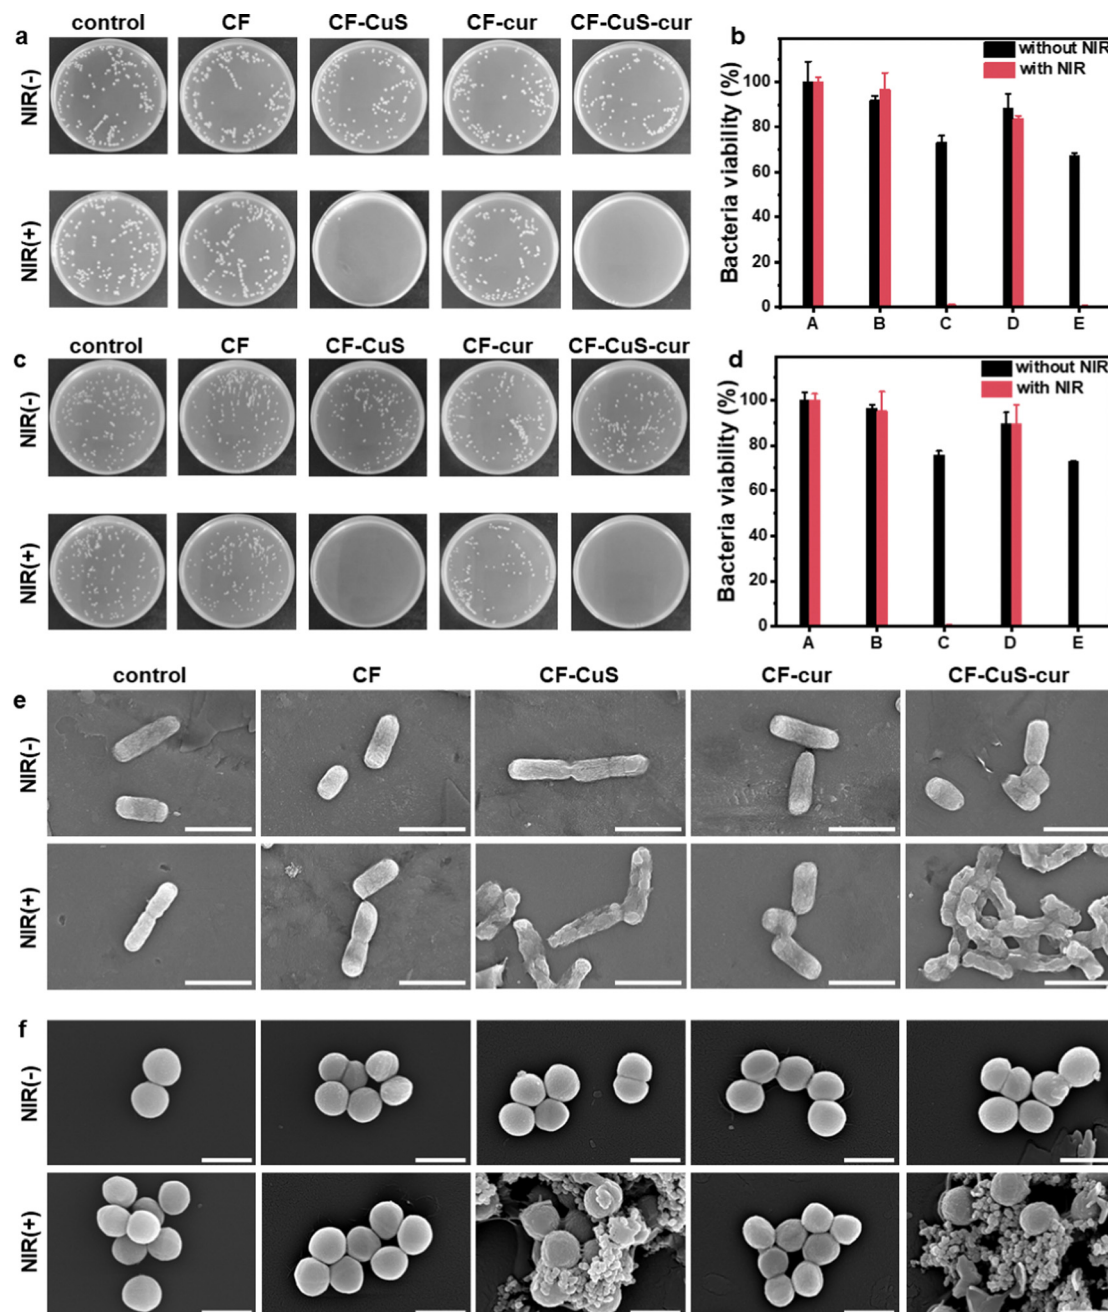 control CF CF-CuS CF-cur CF-CuS-cur
a
NIR(-)
NIR(+)
b
without NIR
with NIR
Bacteria viability (%)
100
80
60
40
20
0
A B C D E
control CF CF-CuS CF-cur CF-CuS-cur
c
NIR(-)
NIR(+)
d
without NIR
with NIR
Bacteria viability (%)
100
80
60
40
20
0
A B C D E
control CF CF-CuS CF-cur CF-CuS-cur
e
NIR(-)
NIR(+)
f
NIR(-)
NIR(+)